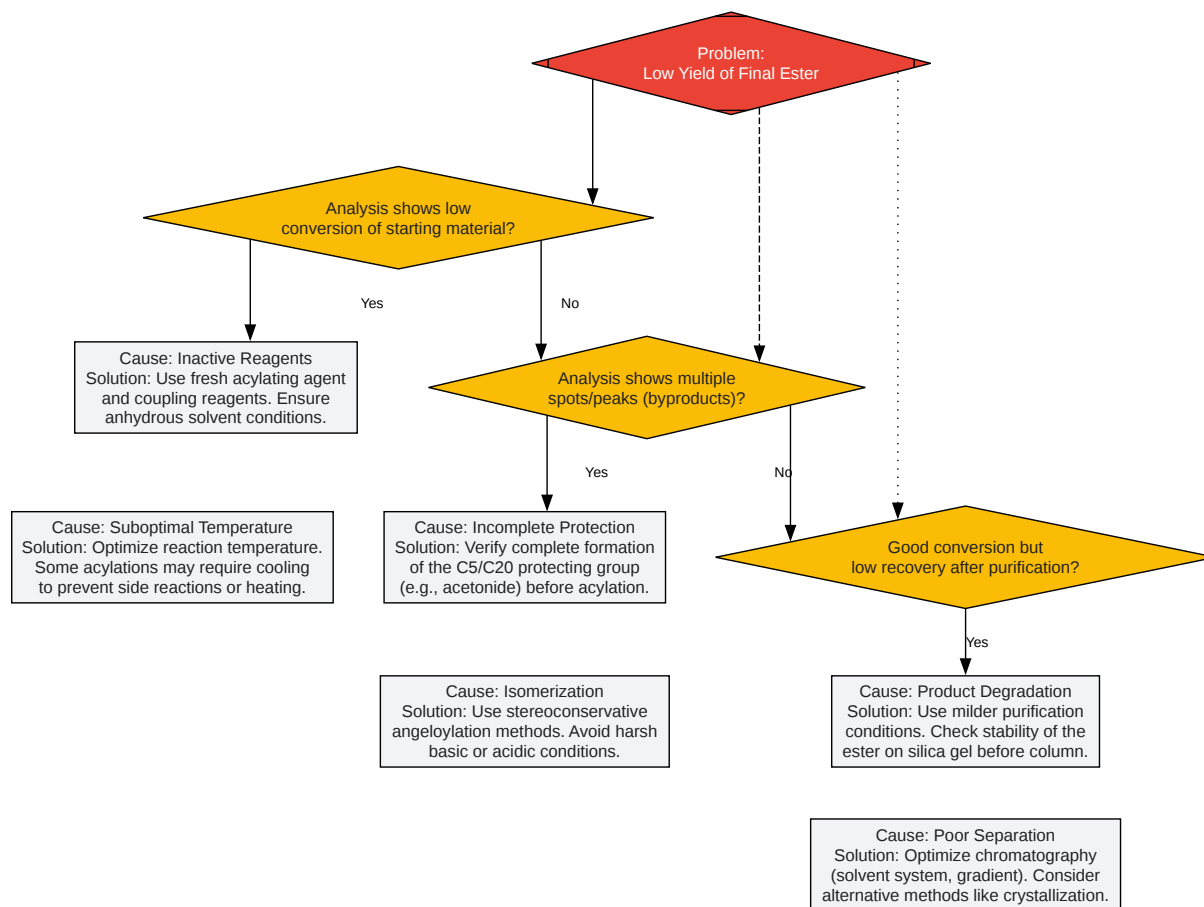 Problem:
Low Yield of Final Ester
Analysis shows low
conversion of starting material?
Yes
No
Cause: Inactive Reagents
Solution: Use fresh acylating agent
and coupling reagents. Ensure
anhydrous solvent conditions.
Analysis shows multiple
spots/peaks (byproducts)?
Yes
No
Cause: Suboptimal Temperature
Solution: Optimize reaction temperature.
Some acylations may require cooling
to prevent side reactions or heating.
Cause: Incomplete Protection
Solution: Verify complete formation
of the C5/C20 protecting group
(e.g., acetonide) before acylation.
Good conversion but
low recovery after purification?
Yes
Cause: Isomerization
Solution: Use stereoconservative
angeloylation methods. Avoid harsh
basic or acidic conditions.
Cause: Product Degradation
Solution: Use milder purification
conditions. Check stability of the
ester on silica gel before column.
Cause: Poor Separation
Solution: Optimize chromatography
(solvent system, gradient). Consider
alternative methods like crystallization.